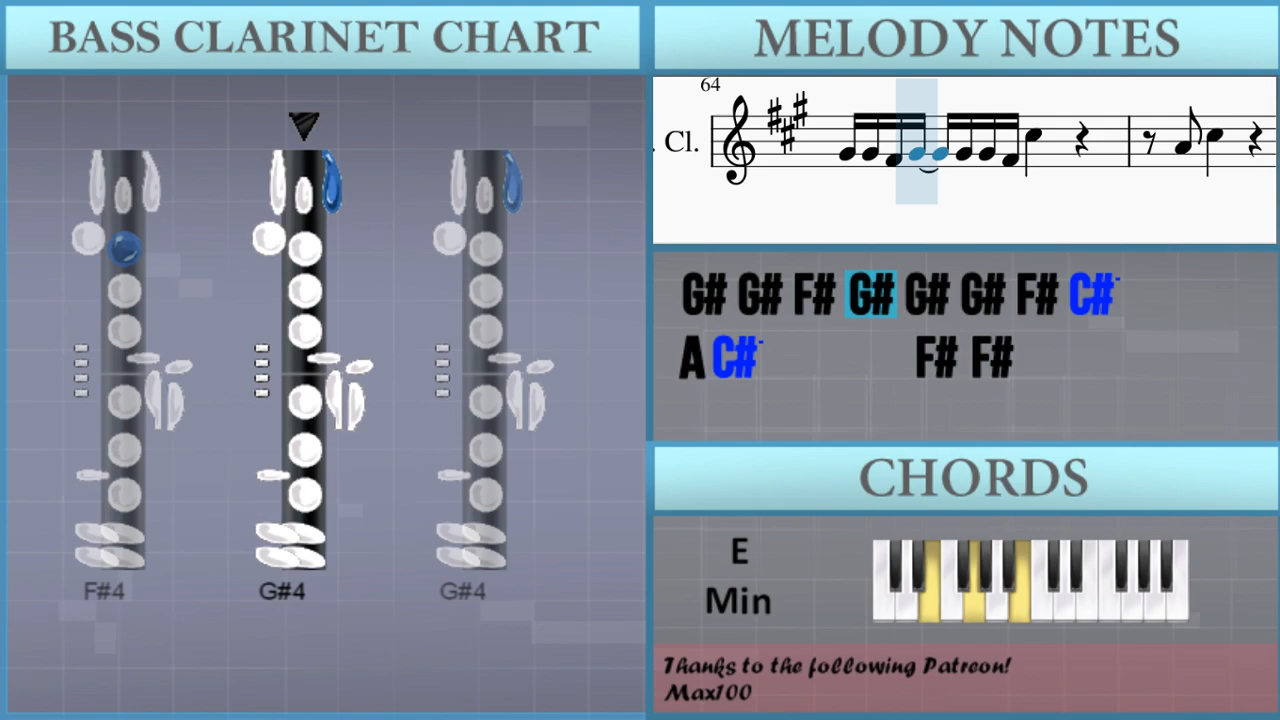 BASS CLARINET CHART
F#4 G#4 G#4
MELODY NOTES
64
. Cl.
G# G# F# G# G# G# F# C#-
A C#- F# F#
CHORDS
E
Min
Thanks to the following Patreon!
Max100